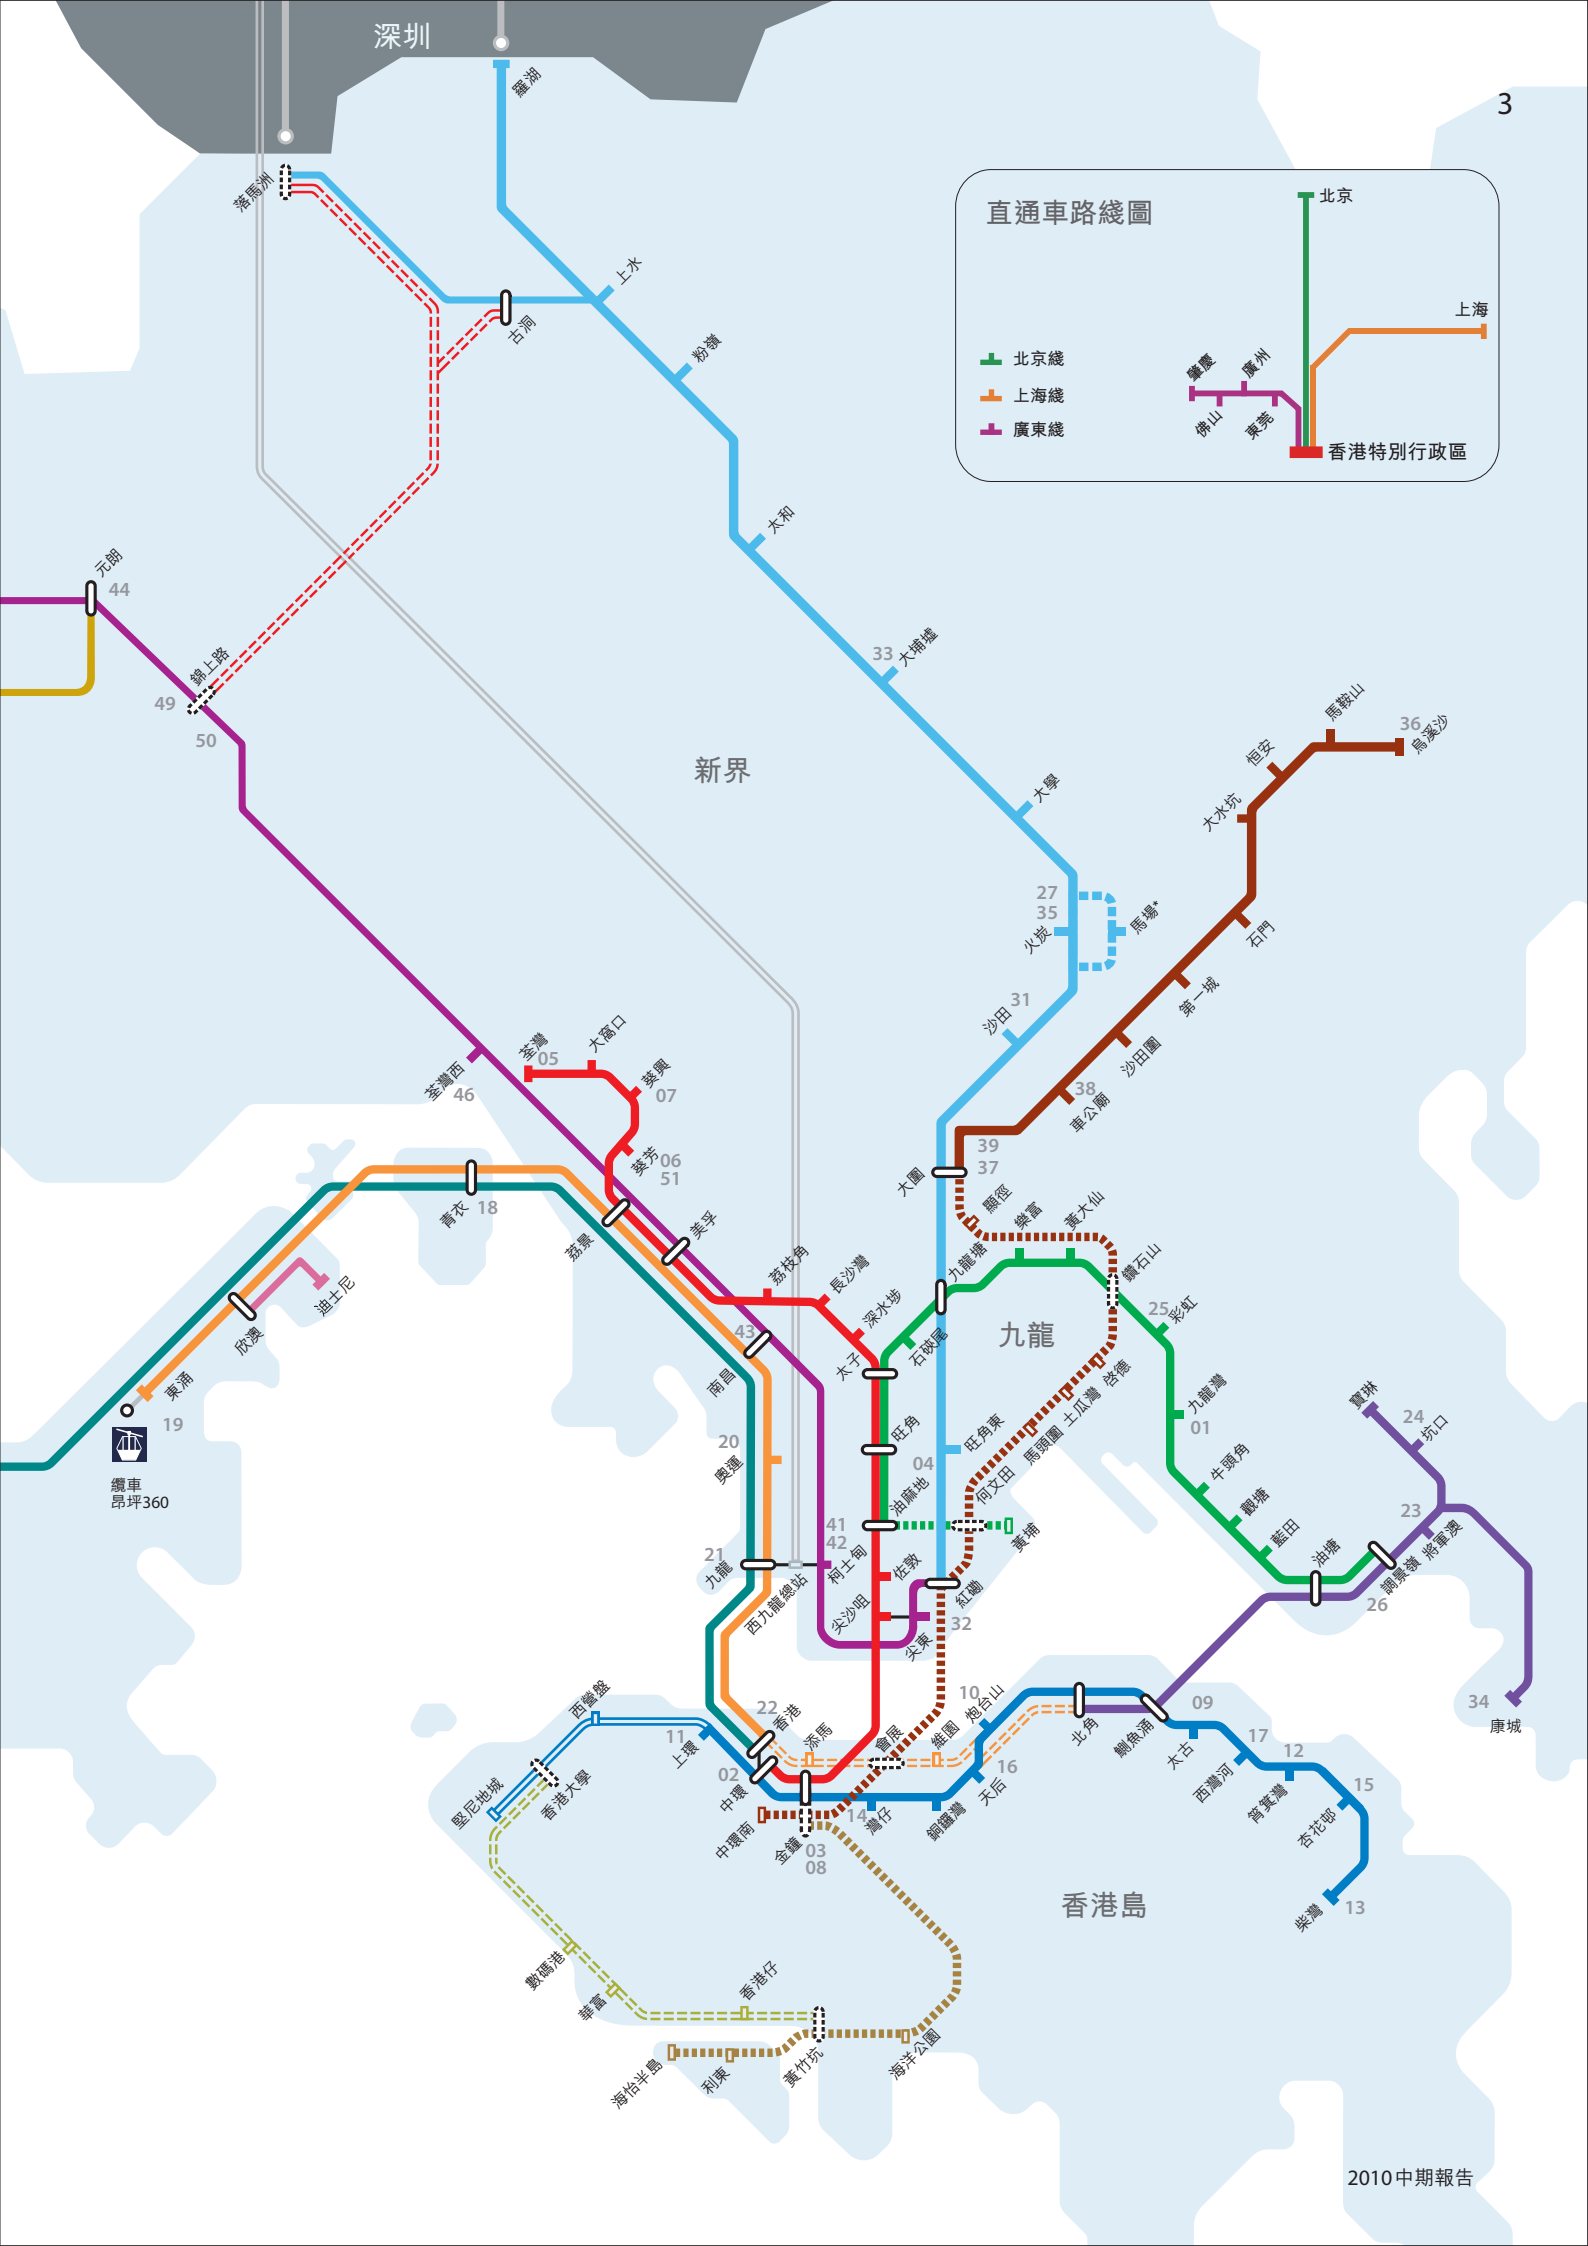 深圳
3
羅湖
落馬洲
直通車路綫圖
北京
上海
北京綫
上海綫
廣東綫
肇慶
廣州
佛山
東莞
香港特別行政區
上水
古洞
粉嶺
太和
元朗
44
錦上路
49
50
33
大埔墟
新界
馬鞍山
36
烏溪沙
恒安
大水坑
大學
27
35
火炭
馬場*
石門
第一城
31
沙田
沙田圍
38
車公廟
荃灣
05
大窩口
葵興
07
荃灣西
46
葵芳
06
51
39
37
大圍
顯徑
青衣
18
荔景
美孚
樂富
黃大仙
九龍塘
鑽石山
荔枝角
長沙灣
深水埗
迪士尼
欣澳
東涌
19
纜車
昂坪360
43
南昌
太子
石硤尾
九龍
25
彩虹
啓德
土瓜灣
馬頭圍
九龍灣
01
旺角
04
旺角東
何文田
20
奧運
油麻地
牛頭角
觀塘
藍田
寶琳
24
坑口
23
將軍澳
41
42
柯士甸
黃埔
21
九龍
西九龍總站
佐敦
尖沙咀
尖東
紅磡
32
油塘
調景嶺
26
34
康城
西營盤
22
香港
添馬
會展
維園
10
炮台山
11
上環
02
中環
北角
鰂魚涌
09
太古
17
西灣河
12
筲箕灣
15
杏花邨
柴灣
13
堅尼地城
香港大學
中環南
金鐘
03
08
14
灣仔
銅鑼灣
16
天后
香港島
數碼港
華富
香港仔
海怡半島
利東
黃竹坑
海洋公園
2010中期報告